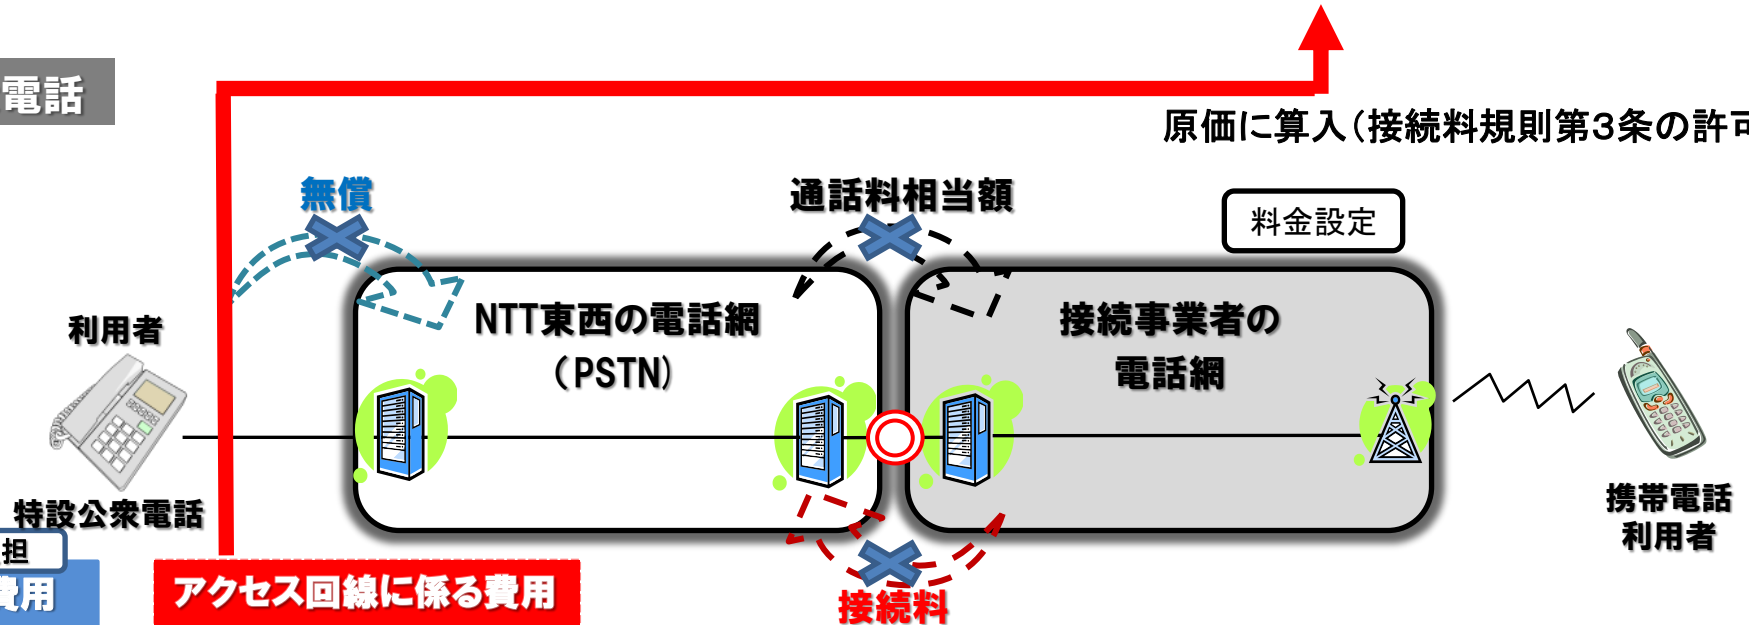 電話
原価に算入（接続料規則第３条の許可
無償
通話料相当額
料金設定
NTT東西の電話網
（PSTN）
接続事業者の
電話網
利用者
特設公衆電話
携帯電話
利用者
担
費用
アクセス回線に係る費用
接続料